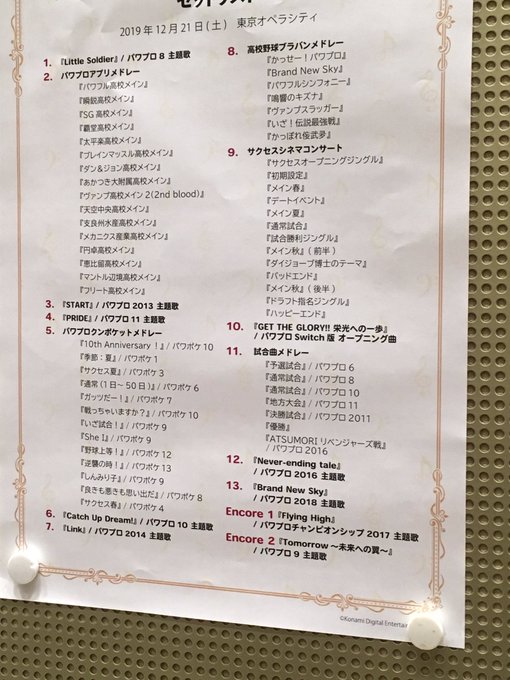 セットリスト
2019年12月21日(土) 東京オペラシティ
1. 『Little Soldier』/ パワプロ 8 主題歌
2. パワプロアプリメドレー
『パワフル高校メイン』
『瞬鋭高校メイン』
『SG高校メイン』
『覇堂高校メイン』
『太平楽高校メイン』
『ブレインマッスル高校メイン』
『ダン&ジョン高校メイン』
『あかつき大附属高校メイン』
『ヴァンプ高校メイン2(2nd blood)』
『天空中央高校メイン』
『支良州水産高校メイン』
『メカニクス産業高校メイン』
『円卓高校メイン』
『恵比留高校メイン』
『マントル辺境高校メイン』
『フリート高校メイン』
3. 『START』/ パワプロ 2013 主題歌
4. 『PRIDE』/ パワプロ 11 主題歌
5. パワプロクンポケットメドレー
『10th Anniversary !』/ パワポケ 10
『季節:夏』/ パワポケ 1
『サクセス夏』/ パワポケ 3
『通常(1日〜50日)』/ パワポケ 6
『ガッツだー!』/ パワポケ 7
『戦っちゃいますか?』/ パワポケ 10
『いざ試合!』/ パワポケ 9
『She I』/ パワポケ 9
『野球上等!』/ パワポケ 12
『逆襲の時!』/ パワポケ 13
『しんみり子』/ パワポケ 9
『良きも悪きも思い出だ』/ パワポケ 8
『サクセス春』/ パワポケ 4
6. 『Catch Up Dream!』/ パワプロ 10 主題歌
7. 『Link』/ パワプロ 2014 主題歌
8. 高校野球ブラバンメドレー
『かっせー!パワプロ』
『Brand New Sky』
『パワフルシンフォニー』
『鳴響のキズナ』
『ヴァンプスラッガー』
『いざ!伝説最強戦』
『かっぽれ俊武夢』
9. サクセスシネマコンサート
『サクセスオープニングジングル』
『初期設定』
『メイン春』
『デートイベント』
『メイン夏』
『通常試合』
『試合勝利ジングル』
『メイン秋』(前半)
『ダイジョーブ博士のテーマ』
『バッドエンド』
『メイン秋』(後半)
『ドラフト指名ジングル』
『ハッピーエンド』
10. 『GET THE GLORY!! 栄光への一歩』
/ パワプロ Switch 版 オープニング曲
11. 試合曲メドレー
『予選試合』/ パワプロ 6
『通常試合』/ パワプロ 8
『通常試合』/ パワプロ 10
『地方大会』/ パワプロ 11
『決勝試合』/ パワプロ 2011
『優勝』
『ATSUMORI リベンジャーズ戦』
/ パワプロ 2016
12. 『Never-ending tale』
/ パワプロ 2016 主題歌
13. 『Brand New Sky』
/ パワプロ 2018 主題歌
Encore 1 『Flying High』
/ パワプロチャンピオンシップ 2017 主題歌
Encore 2 『Tomorrow 〜未来への翼〜』
/ パワプロ 9 主題歌
©Konami Digital Entertai